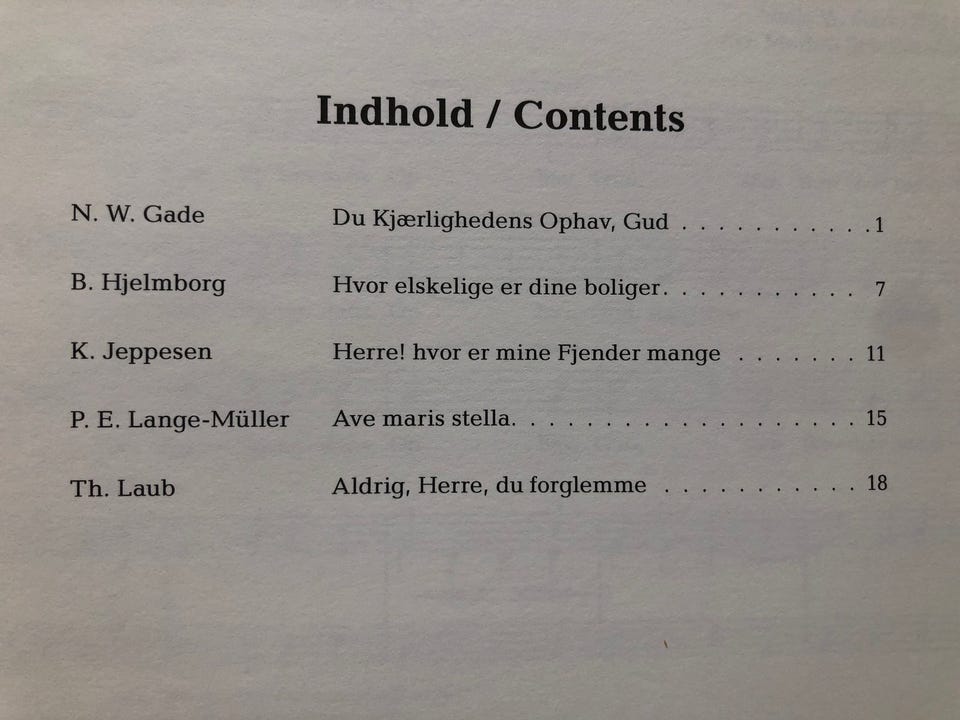 Indhold / Contents
N. W. Gade Du Kjærlighedens Ophav, Gud . . . . . . . . . . . 1
B. Hjelmborg Hvor elskelige er dine boliger. . . . . . . . . . . 7
K. Jeppesen Herre! hvor er mine Fjender mange . . . . . . . 11
P. E. Lange-Müller Ave maris stella. . . . . . . . . . . . . . . . . . 15
Th. Laub Aldrig, Herre, du forglemme . . . . . . . . . . . 18